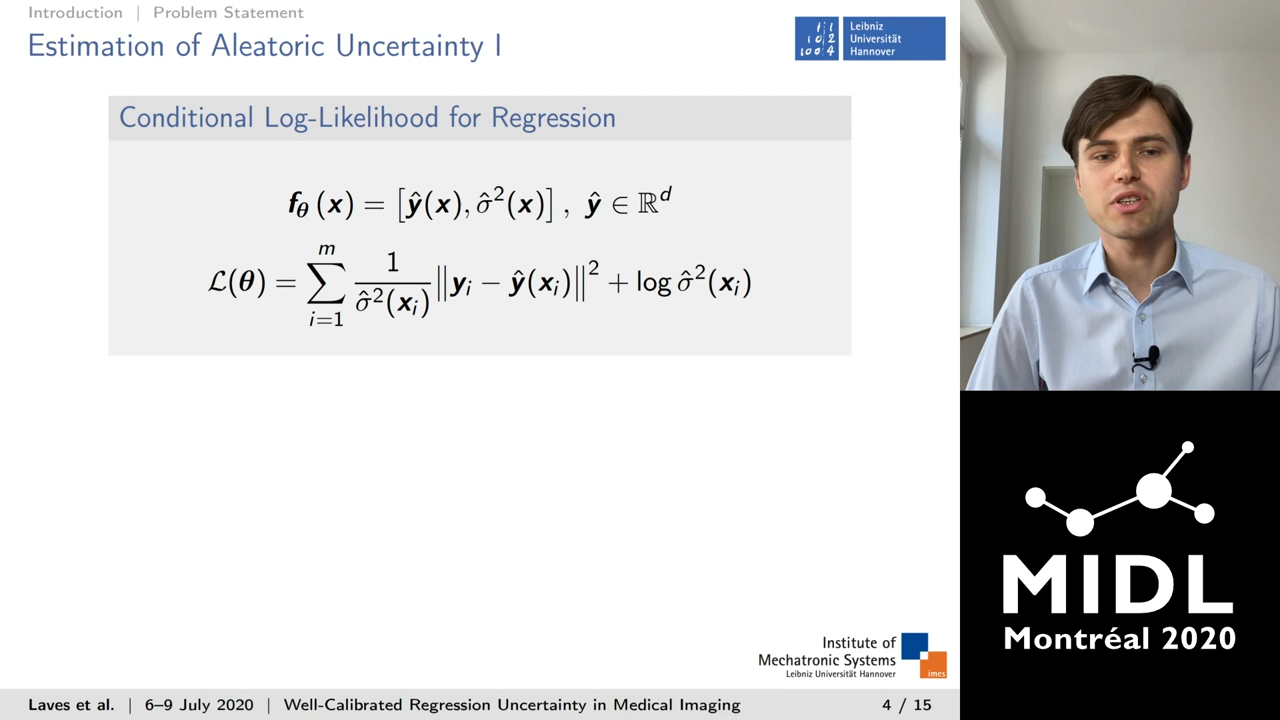 Introduction | Problem Statement
Estimation of Aleatoric Uncertainty I
Leibniz
Universität
Hannover
Conditional Log-Likelihood for Regression
f_θ (x) = [ŷ(x), σ̂²(x)] , ŷ ∈ ℝ^d
ℒ(θ) = ∑_{i=1}^{m} 1/σ̂²(x_i) ‖y_i − ŷ(x_i)‖² + log σ̂²(x_i)
MIDL
Montréal 2020
Institute of
Mechatronic Systems
Leibniz Universität Hannover
imes
Laves et al. | 6–9 July 2020 | Well-Calibrated Regression Uncertainty in Medical Imaging 4 / 15